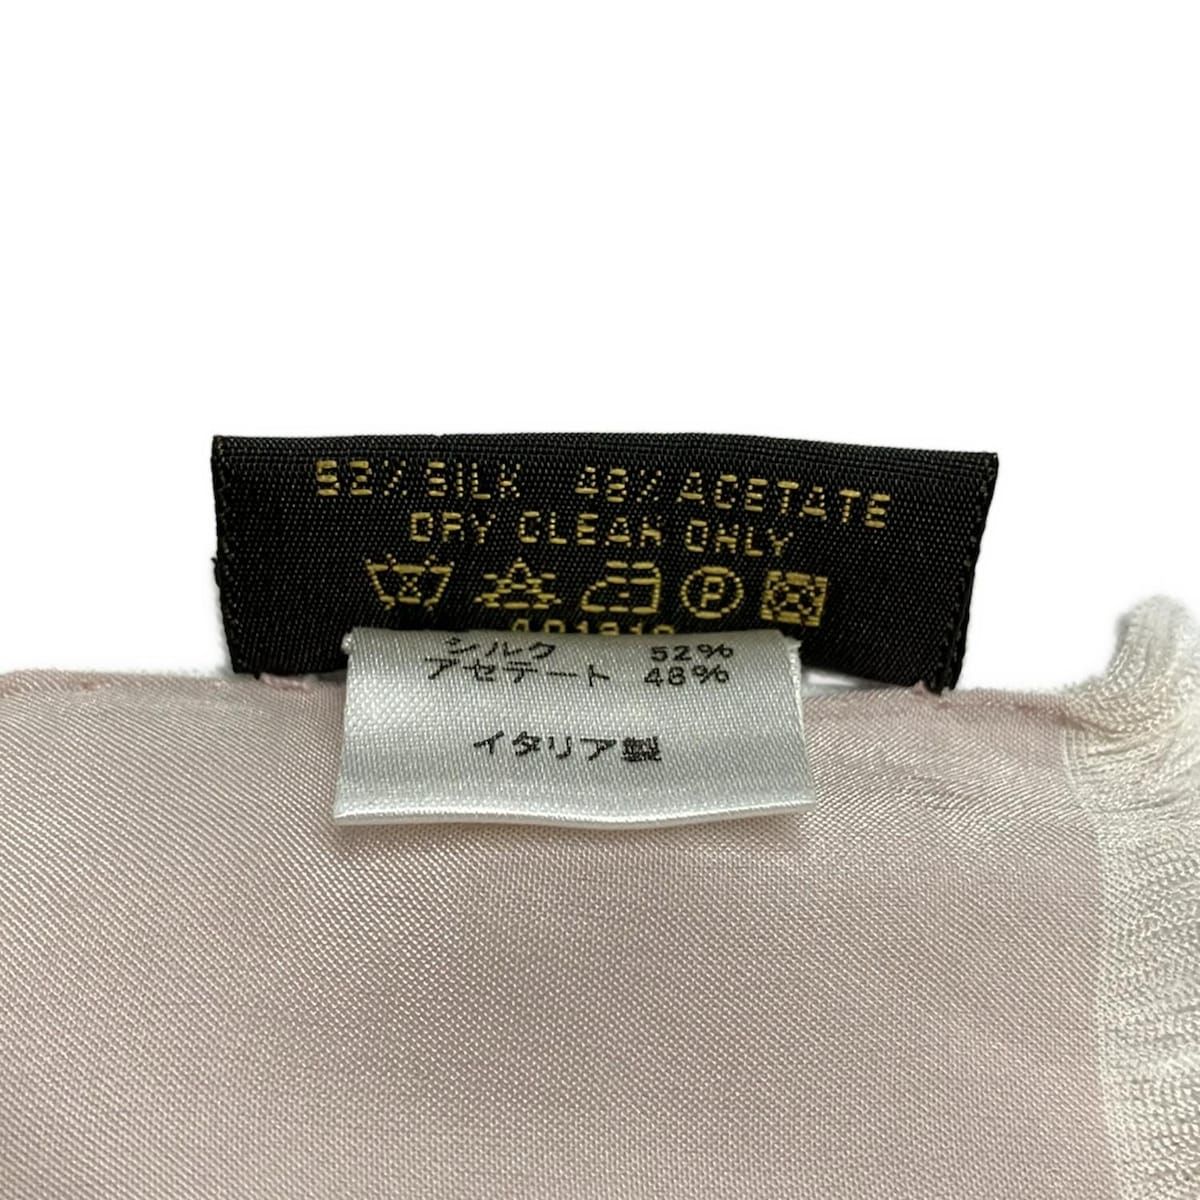 52% SILK 48% ACETATE
DRY CLEAN ONLY
P
シルク 52%
アセテート 48%
イタリア製